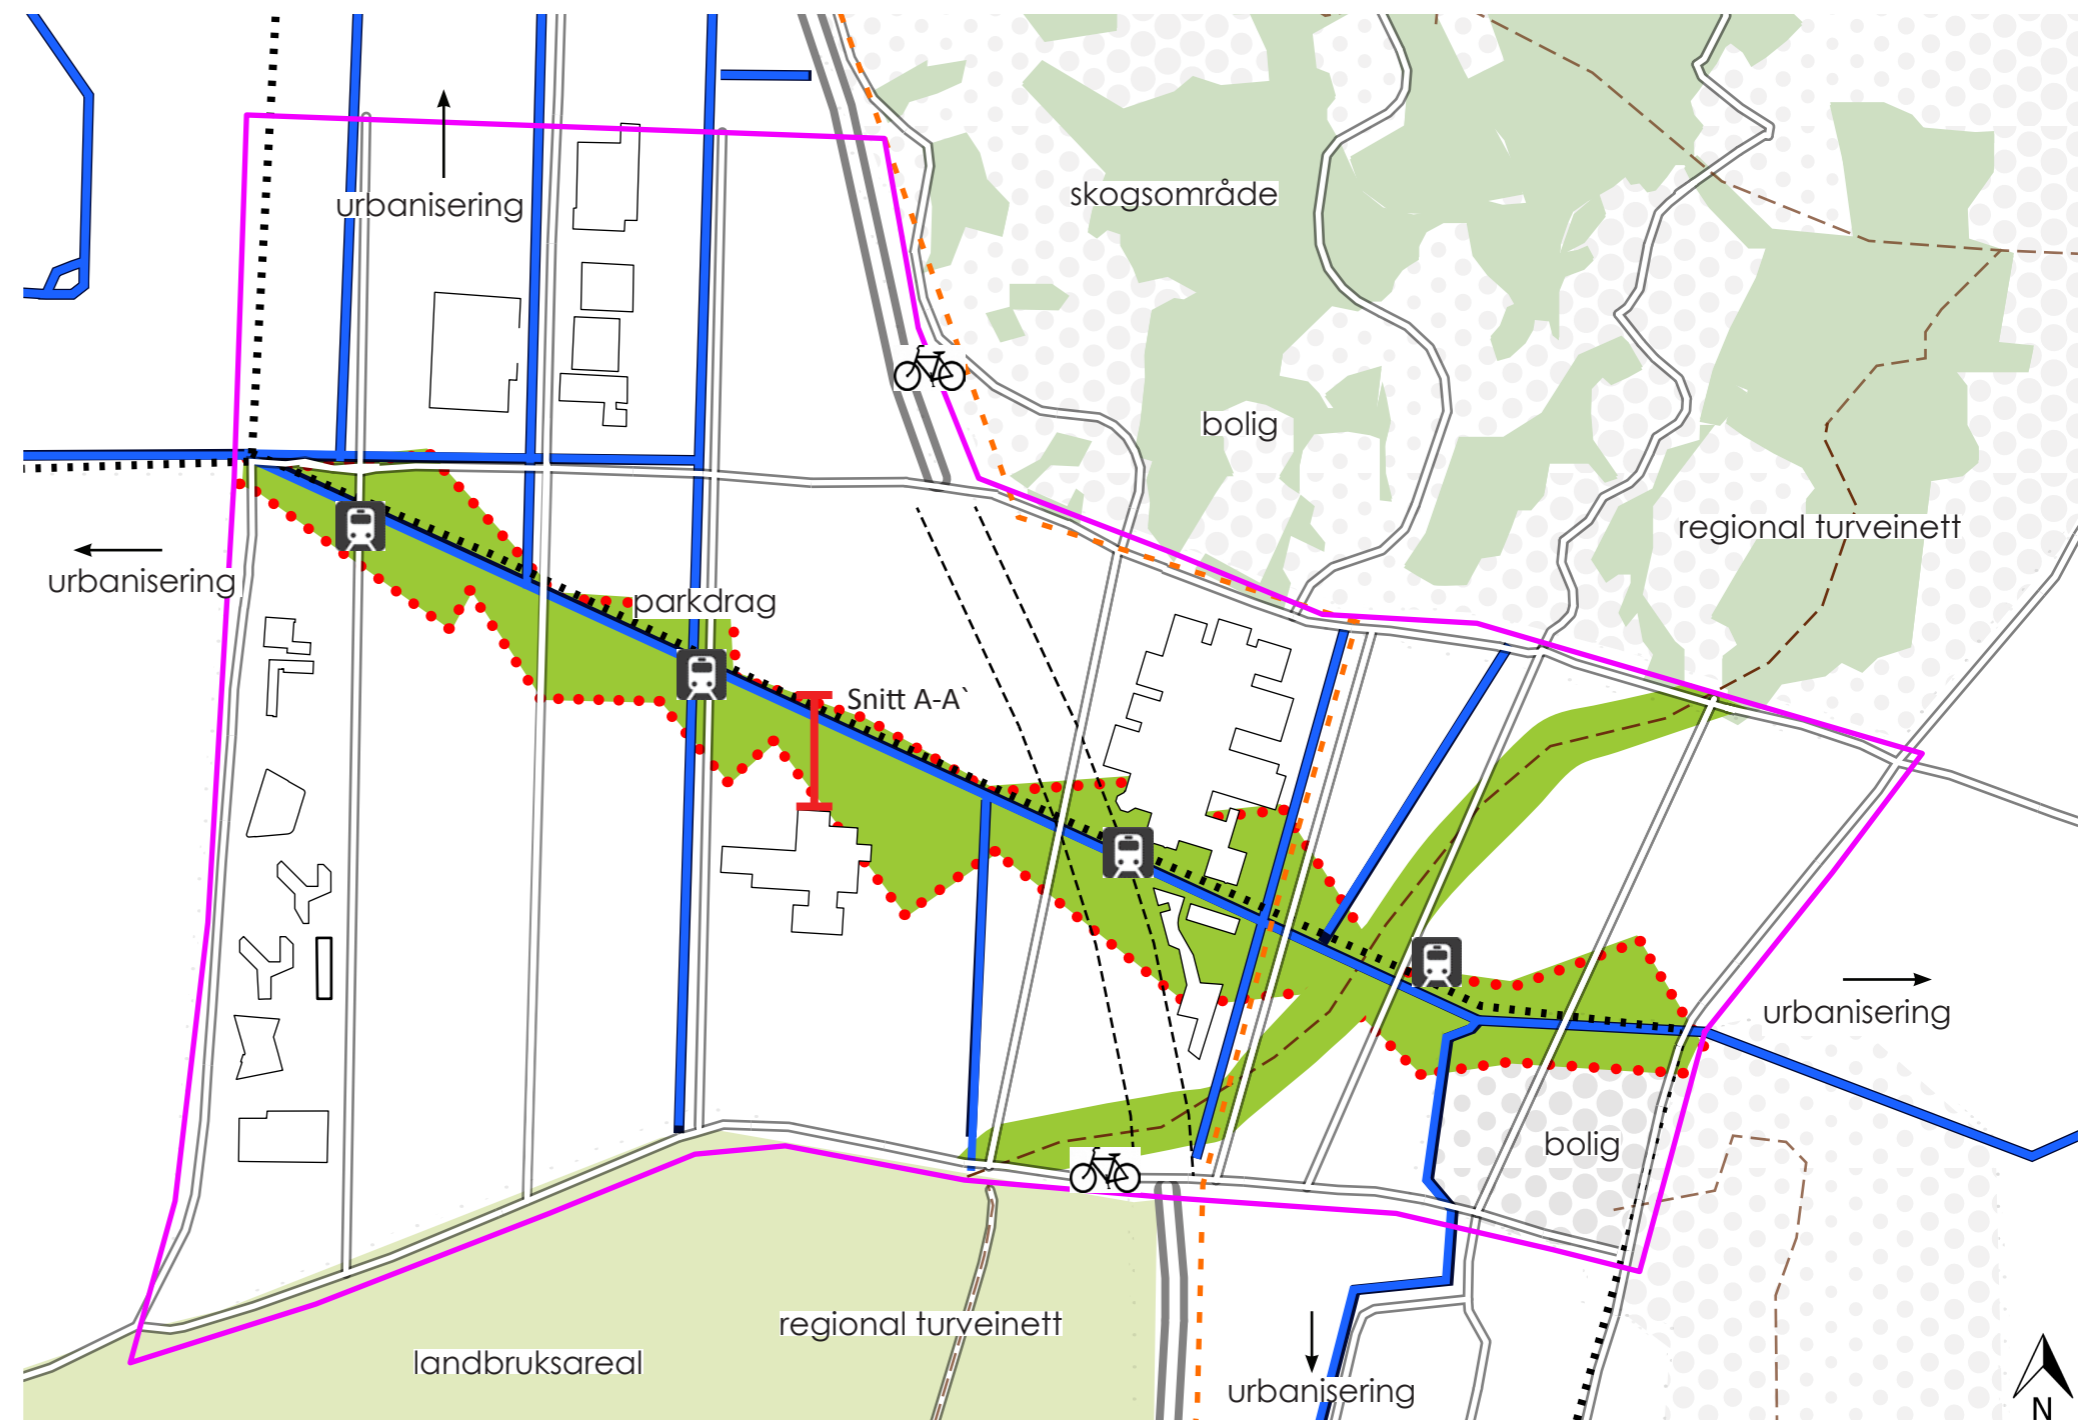 skogsområde
urbanisering
bolig
regional turveinett
urbanisering
parkdrag
Snitt A-A`
urbanisering
bolig
regional turveinett
landbruksareal
urbanisering
N